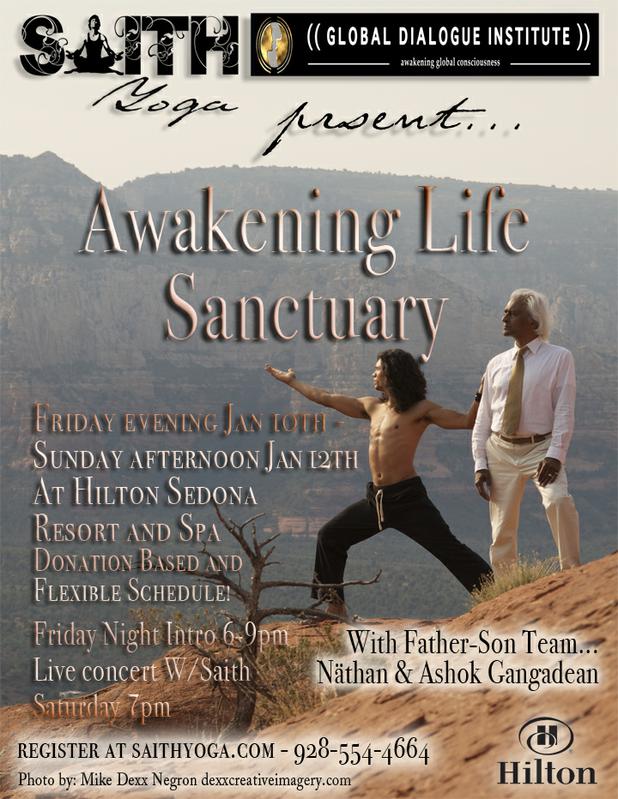 SAITH
Yoga
(( GLOBAL DIALOGUE INSTITUTE ))
awakening global consciousness
prsent...
Awakening Life
Sanctuary
Friday evening Jan 10th -
Sunday afternoon Jan 12th
At Hilton Sedona
Resort and Spa
Donation Based and
Flexible Schedule!
Friday Night Intro 6-9pm
Live concert W/Saith
Saturday 7pm
With Father-Son Team...
Näthan & Ashok Gangadean
REGISTER AT SAITHYOGA.COM - 928-554-4664
Photo by: Mike Dexx Negron dexxcreativeimagery.com
H
Hilton